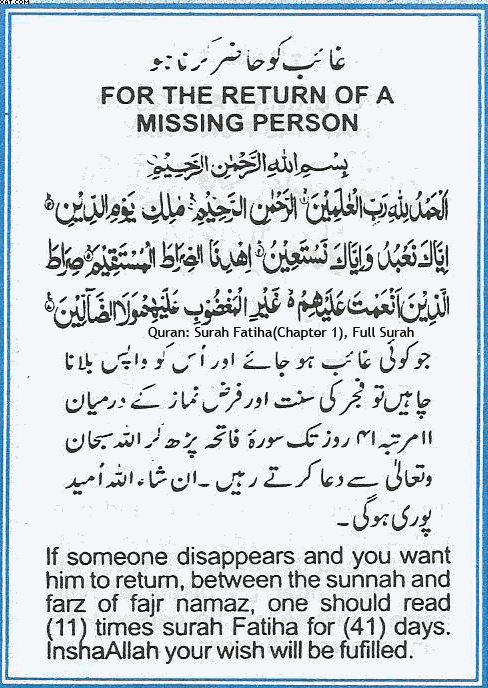 XAT.COM
غائب کو حاضر کرنا ہو
FOR THE RETURN OF A
MISSING PERSON
بِسْمِ اللهِ الرَّحْمٰنِ الرَّحِيْمِ
اَلْحَمْدُ لِلّٰهِ رَبِّ الْعٰلَمِيْنَ ۙ الرَّحْمٰنِ الرَّحِيْمِ ۙ مٰلِكِ يَوْمِ الدِّيْنِ ؕ
اِيَّاكَ نَعْبُدُ وَاِيَّاكَ نَسْتَعِيْنُ ؕ اِهْدِنَا الصِّرَاطَ الْمُسْتَقِيْمَ ۙ صِرَاطَ
الَّذِيْنَ اَنْعَمْتَ عَلَيْهِمْ ۙ غَيْرِ الْمَغْضُوْبِ عَلَيْهِمْ وَلَا الضَّآلِّيْنَ
Quran: Surah Fatiha(Chapter 1), Full Surah
جو کوئی غائب ہو جائے اور اُس کو واپس بلانا
چاہیں تو فجر کی سنت اور فرض نماز کے درمیان
۱۱ مرتبہ ۴۱ روز تک سورۂ فاتحہ پڑھ کر اللہ سبحان
وتعالیٰ سے دعا کرتے رہیں ۔ ان شاء اللہ اُمید
پوری ہوگی ۔
If someone disappears and you want
him to return, between the sunnah and
farz of fajr namaz, one should read
(11) times surah Fatiha for (41) days.
InshaAllah your wish will be fufilled.